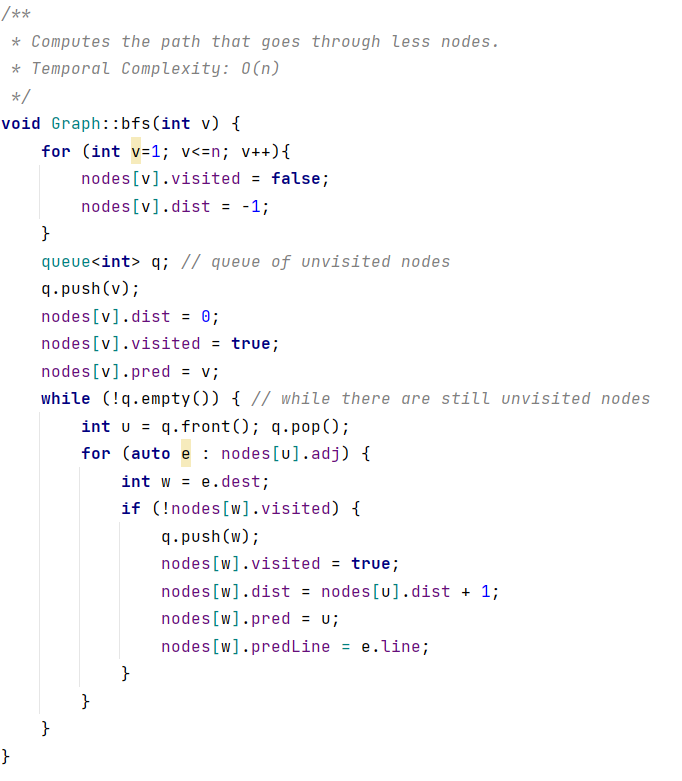 /**
 * Computes the path that goes through less nodes.
 * Temporal Complexity: O(n)
 */
void Graph::bfs(int v) {
    for (int v=1; v<=n; v++){
        nodes[v].visited = false;
        nodes[v].dist = -1;
    }
    queue<int> q; // queue of unvisited nodes
    q.push(v);
    nodes[v].dist = 0;
    nodes[v].visited = true;
    nodes[v].pred = v;
    while (!q.empty()) { // while there are still unvisited nodes
        int u = q.front(); q.pop();
        for (auto e : nodes[u].adj) {
            int w = e.dest;
            if (!nodes[w].visited) {
                q.push(w);
                nodes[w].visited = true;
                nodes[w].dist = nodes[u].dist + 1;
                nodes[w].pred = u;
                nodes[w].predLine = e.line;
            }
        }
    }
}